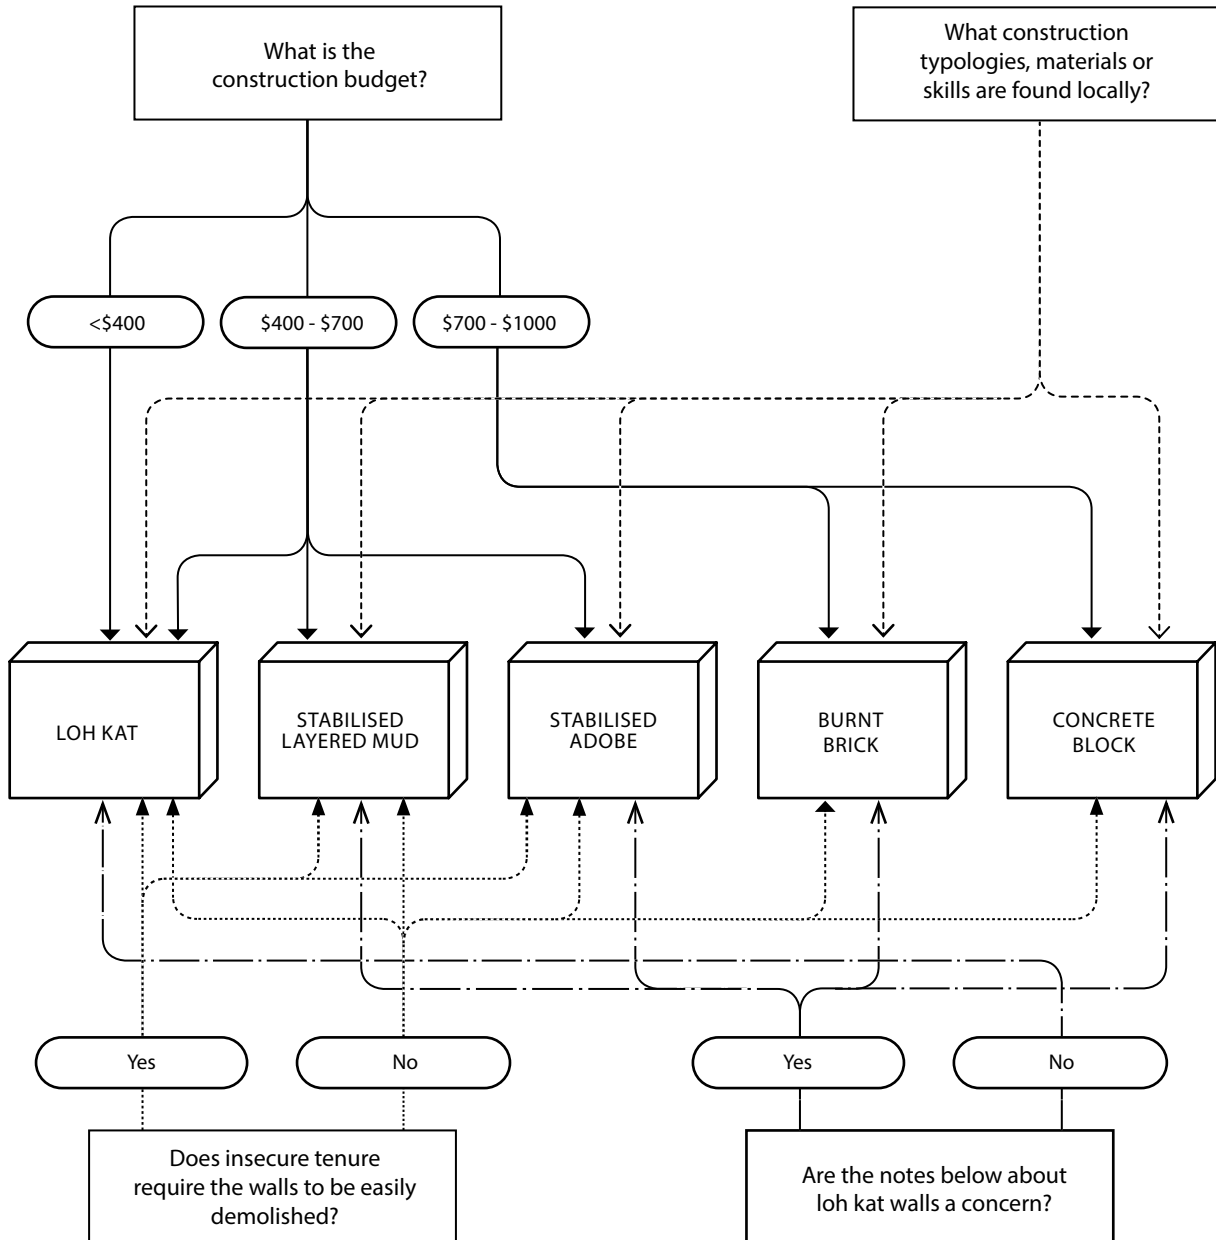 What is the
construction budget?
What construction
typologies, materials or
skills are found locally?
<$400
$400 - $700
$700 - $1000
LOH KAT
STABILISED
LAYERED MUD
STABILISED
ADOBE
BURNT
BRICK
CONCRETE
BLOCK
Yes
No
Yes
No
Does insecure tenure
require the walls to be easily
demolished?
Are the notes below about
loh kat walls a concern?